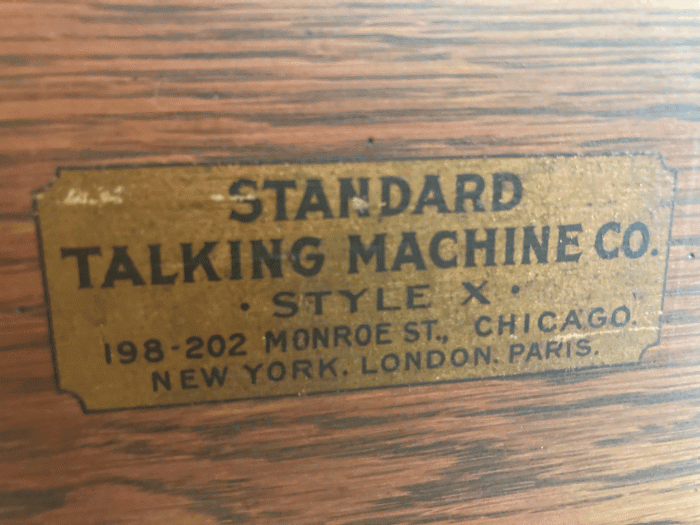 STANDARD
TALKING MACHINE CO.
· STYLE X ·
198-202 MONROE ST., CHICAGO.
NEW YORK. LONDON. PARIS.